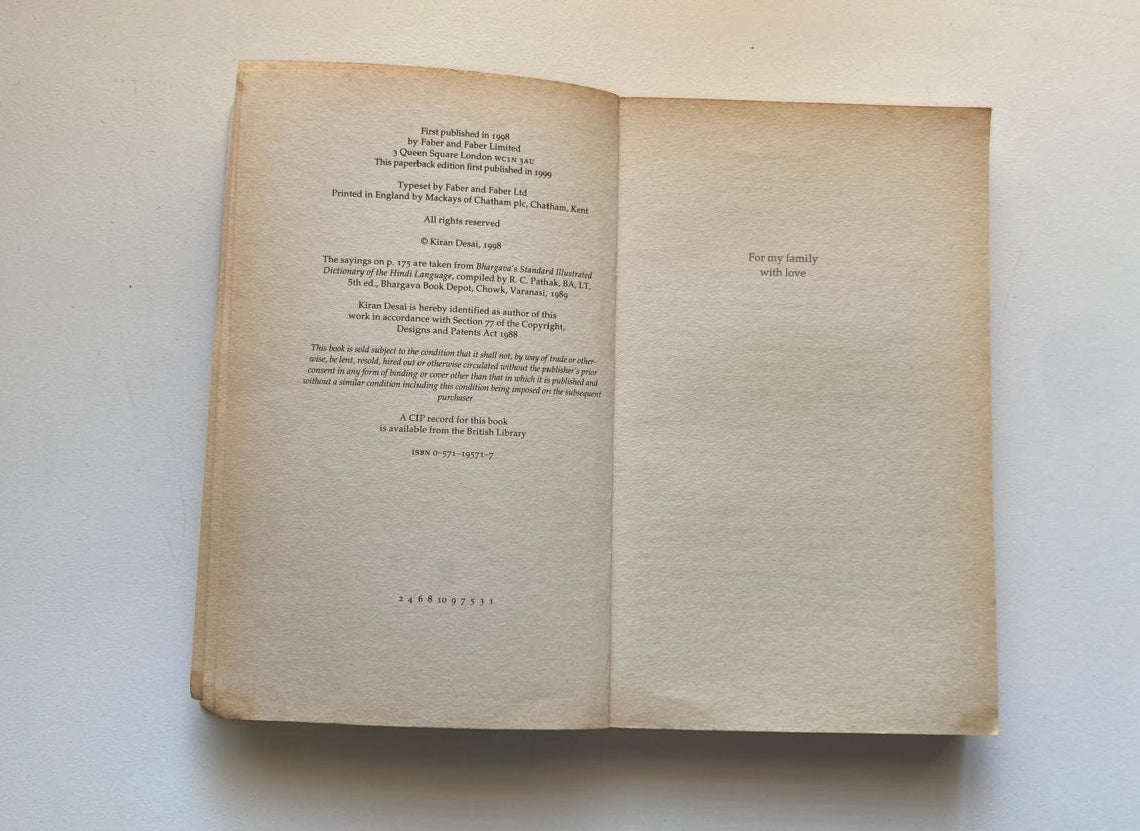 First published in 1998
by Faber and Faber Limited
3 Queen Square London WC1N 3AU
This paperback edition first published in 1999
Typeset by Faber and Faber Ltd
Printed in England by Mackays of Chatham plc, Chatham, Kent
All rights reserved
© Kiran Desai, 1998
The sayings on p. 175 are taken from Bhargava's Standard Illustrated
Dictionary of the Hindi Language, compiled by R. C. Pathak, BA, LT,
5th ed., Bhargava Book Depot, Chowk, Varanasi, 1989
Kiran Desai is hereby identified as author of this
work in accordance with Section 77 of the Copyright,
Designs and Patents Act 1988
This book is sold subject to the condition that it shall not, by way of trade or other-
wise, be lent, resold, hired out or otherwise circulated without the publisher's prior
consent in any form of binding or cover other than that in which it is published and
without a similar condition including this condition being imposed on the subsequent
purchaser
A CIP record for this book
is available from the British Library
ISBN 0–571–19571–7
2 4 6 8 10 9 7 5 3 1
For my family
with love